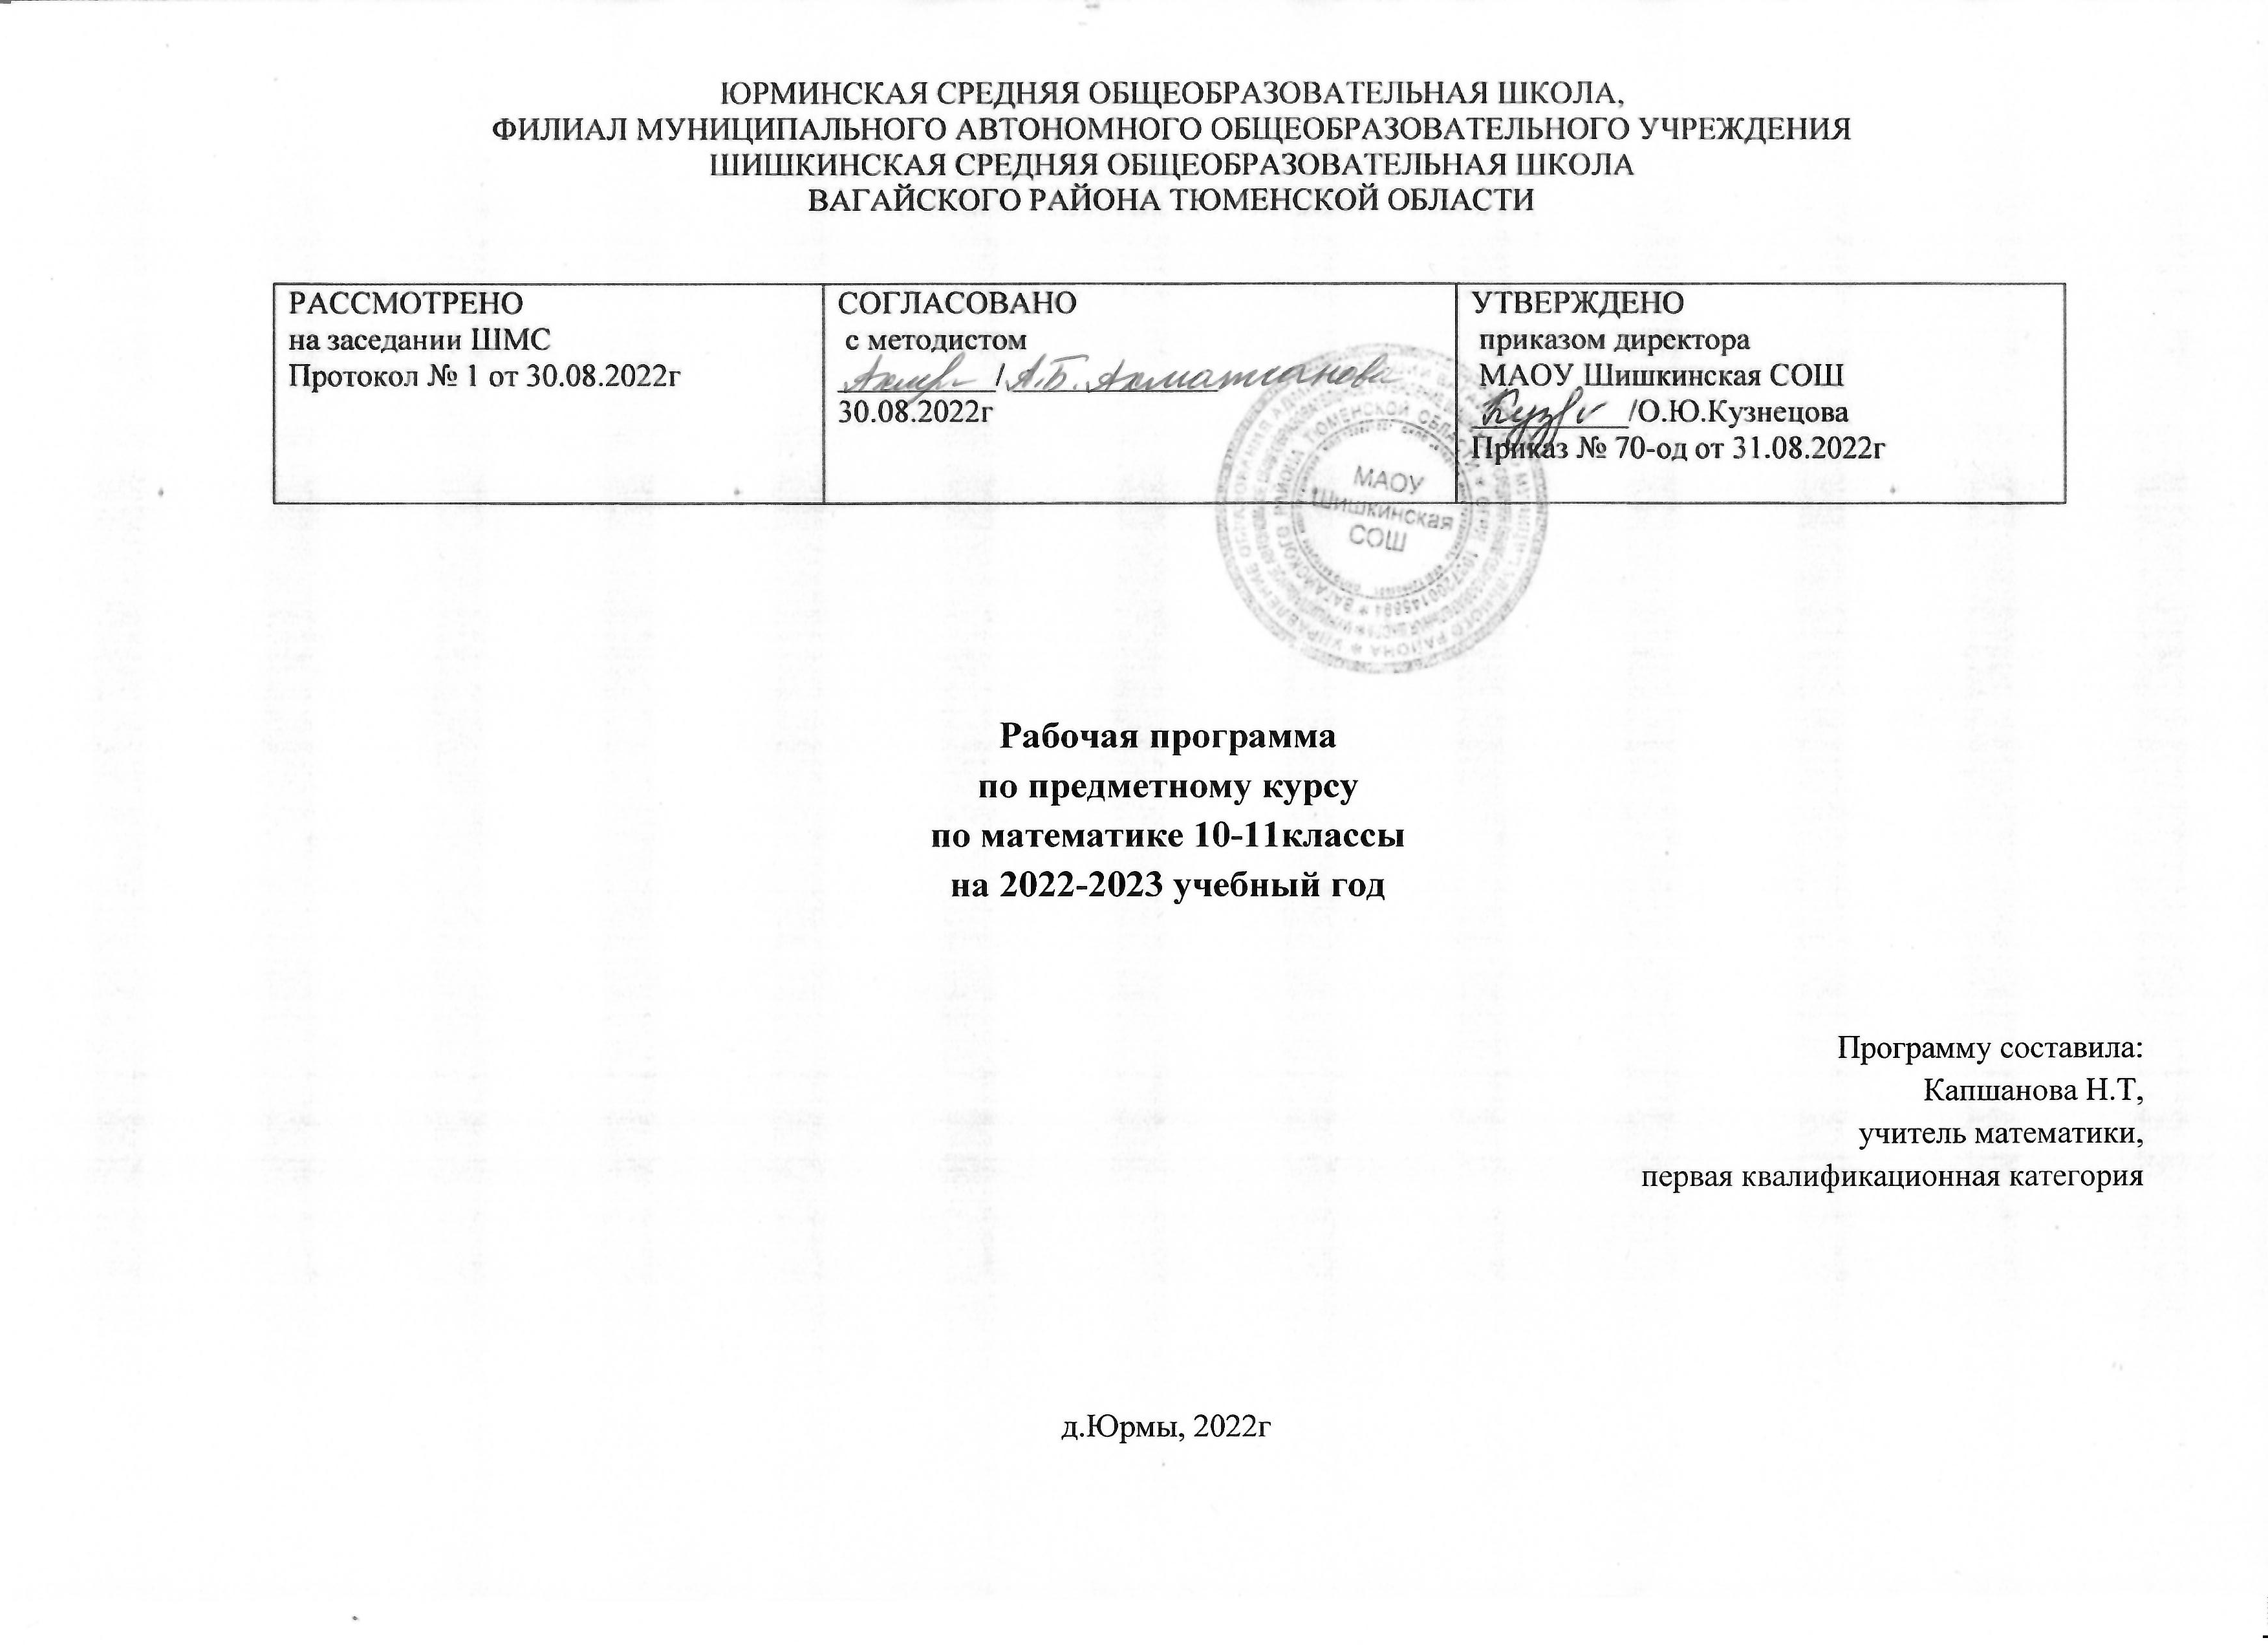 ЮРМИНСКАЯ СРЕДНЯЯ ОБЩЕОБРАЗОВАТЕЛЬНАЯ ШКОЛА,
ФИЛИАЛ МУНИЦИПАЛЬНОГО АВТОНОМНОГО ОБЩЕОБРАЗОВАТЕЛЬНОГО УЧРЕЖДЕНИЯ
ШИШКИНСКАЯ СРЕДНЯЯ ОБЩЕОБРАЗОВАТЕЛЬНАЯ ШКОЛА
ВАГАЙСКОГО РАЙОНА ТЮМЕНСКОЙ ОБЛАСТИ
РАССМОТРЕНО
на заседании ШМС
Протокол № 1 от 30.08.2022г
СОГЛАСОВАНО
с методистом
/ А.Б.
30.08.2022г
УТВЕРЖДЕНО
приказом директора
МАОУ Шишкинская СОШ
/О.Ю.Кузнецова
Приказ № 70-од от 31.08.2022г
МАОУ
Шишкинская
СОШ
ВАГАЙСКОГО РАЙОНА ТЮМЕНСКОЙ
Рабочая программа
по предметному курсу
по математике 10-11классы
на 2022-2023 учебный год
Программу составила:
Капшанова Н.Т,
учитель математики,
первая квалификационная категория
д.Юрмы, 2022г